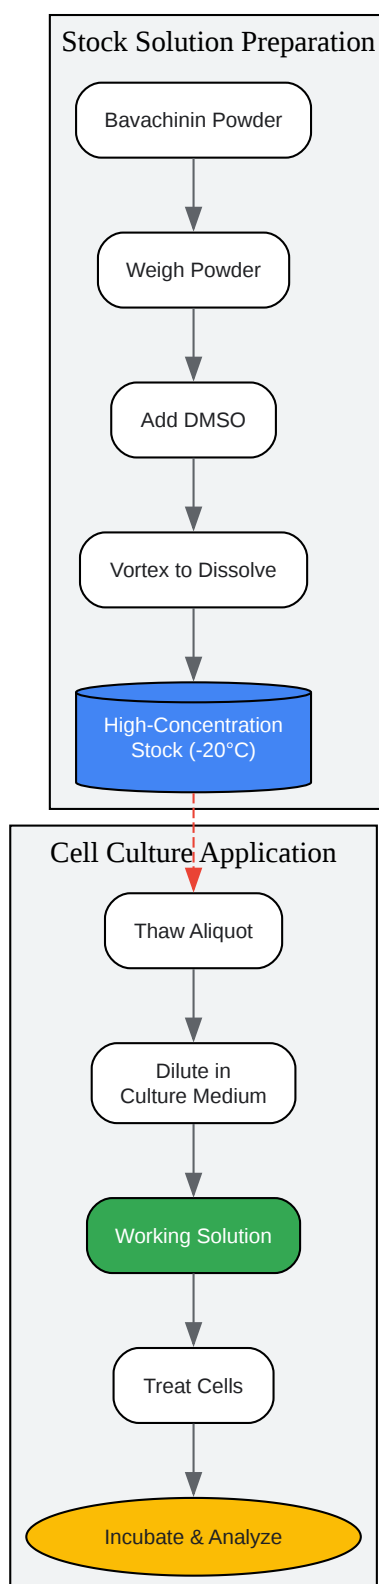 Stock Solution Preparation
Bavachinin Powder
Weigh Powder
Add DMSO
Vortex to Dissolve
High-Concentration
Stock (-20°C)
Cell Culture Application
Thaw Aliquot
Dilute in
Culture Medium
Working Solution
Treat Cells
Incubate & Analyze